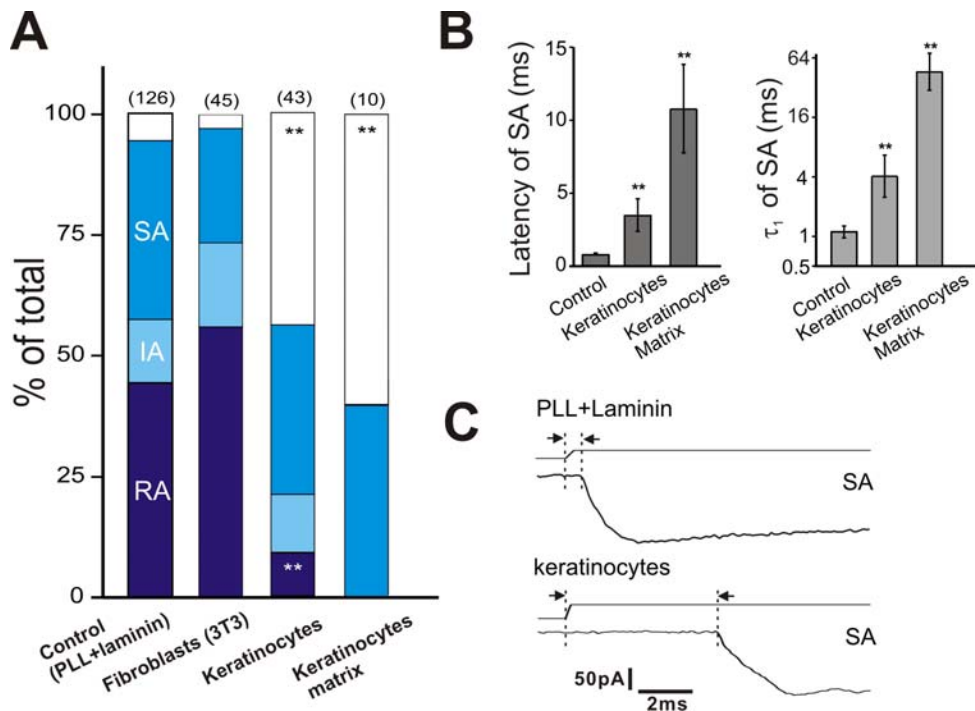 A
% of total
100
75
50
25
0
(126)
(45)
(43)
(10)
**
**
SA
IA
RA
**
Control
(PLL+laminin)
Fibroblasts (3T3)
Keratinocytes
Keratinocytes
matrix
B
Latency of SA (ms)
15
10
5
0
**
**
Control
Keratinocytes
Keratinocytes
Matrix
τ1 of SA (ms)
64
16
4
1
0.5
**
**
Control
Keratinocytes
Keratinocytes
Matrix
C
PLL+Laminin
SA
keratinocytes
SA
50pA
2ms